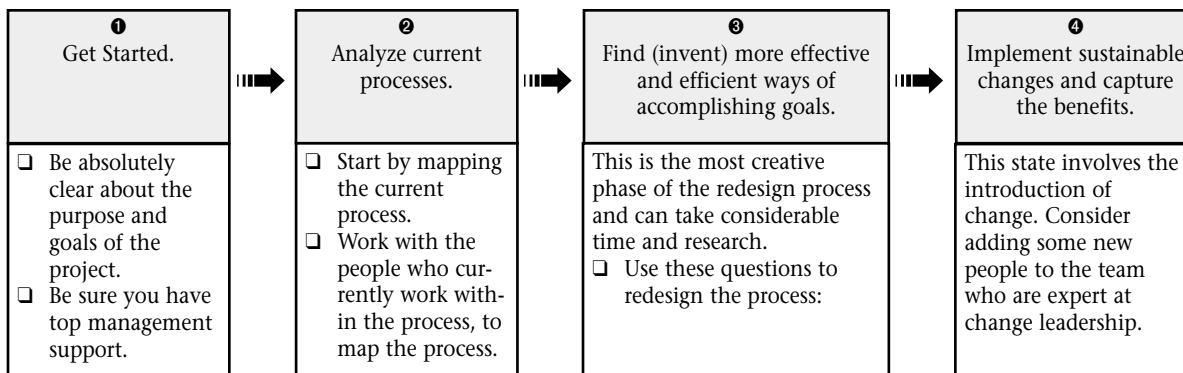 ❶
Get Started.
❑ Be absolutely
clear about the
purpose and
goals of the
project.
❑ Be sure you have
top management
support.
❷
Analyze current
processes.
❑ Start by mapping
the current
process.
❑ Work with the
people who cur-
rently work with-
in the process, to
map the process.
❸
Find (invent) more effective
and efficient ways of
accomplishing goals.
This is the most creative
phase of the redesign process
and can take considerable
time and research.
❑ Use these questions to
redesign the process:
❹
Implement sustainable
changes and capture
the benefits.
This state involves the
introduction of
change. Consider
adding some new
people to the team
who are expert at
change leadership.